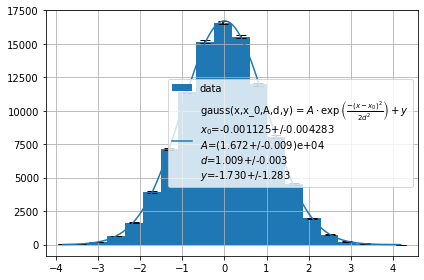 17500
15000
12500
10000
7500
5000
2500
0
data
gauss(x,x_0,A,d,y) = A · exp((-(x-x₀)²)/(2d²)) + y
x₀=-0.001125+/-0.004283
A=(1.672+/-0.009)e+04
d=1.009+/-0.003
y=-1.730+/-1.283
−4 −3 −2 −1 0 1 2 3 4